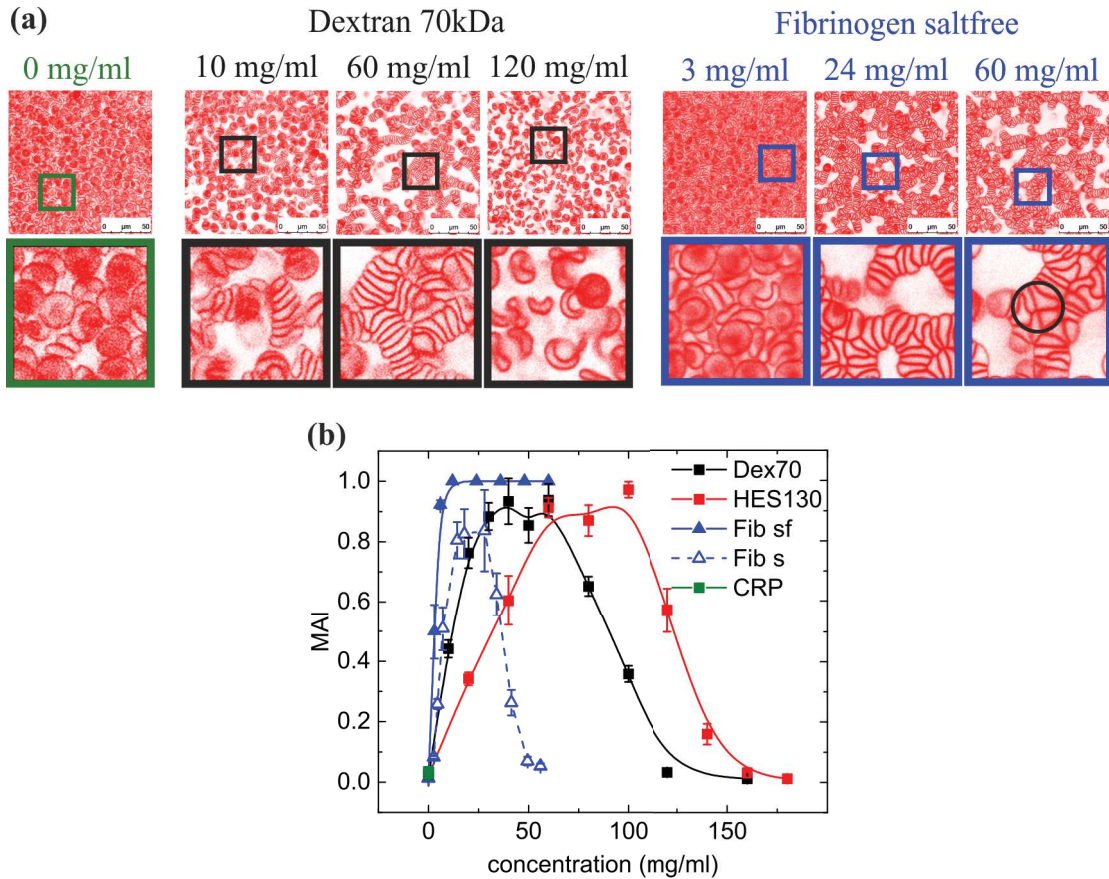 (a)
Dextran 70kDa
Fibrinogen saltfree
0 mg/ml
10 mg/ml
60 mg/ml
120 mg/ml
3 mg/ml
24 mg/ml
60 mg/ml
0 µm 50
0 µm 50
0 µm 50
0 µm 50
0 µm 50
0 µm 50
0 µm 50
(b)
Dex70
HES130
Fib sf
Fib s
CRP
1.0
0.8
0.6
0.4
0.2
0.0
MAI
0
50
100
150
concentration (mg/ml)